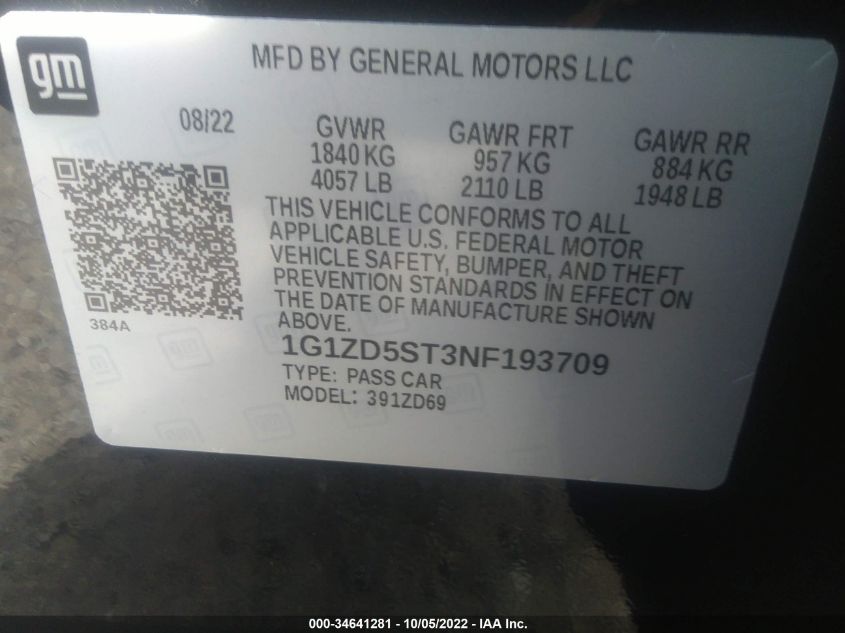 gm
MFD BY GENERAL MOTORS LLC
08/22 GVWR GAWR FRT GAWR RR
1840 KG 957 KG 884 KG
4057 LB 2110 LB 1948 LB
THIS VEHICLE CONFORMS TO ALL
APPLICABLE U.S. FEDERAL MOTOR
VEHICLE SAFETY, BUMPER, AND THEFT
PREVENTION STANDARDS IN EFFECT ON
THE DATE OF MANUFACTURE SHOWN
ABOVE.
384A
1G1ZD5ST3NF193709
TYPE: PASS CAR
MODEL: 391ZD69
000-34641281 - 10/05/2022 - IAA Inc.